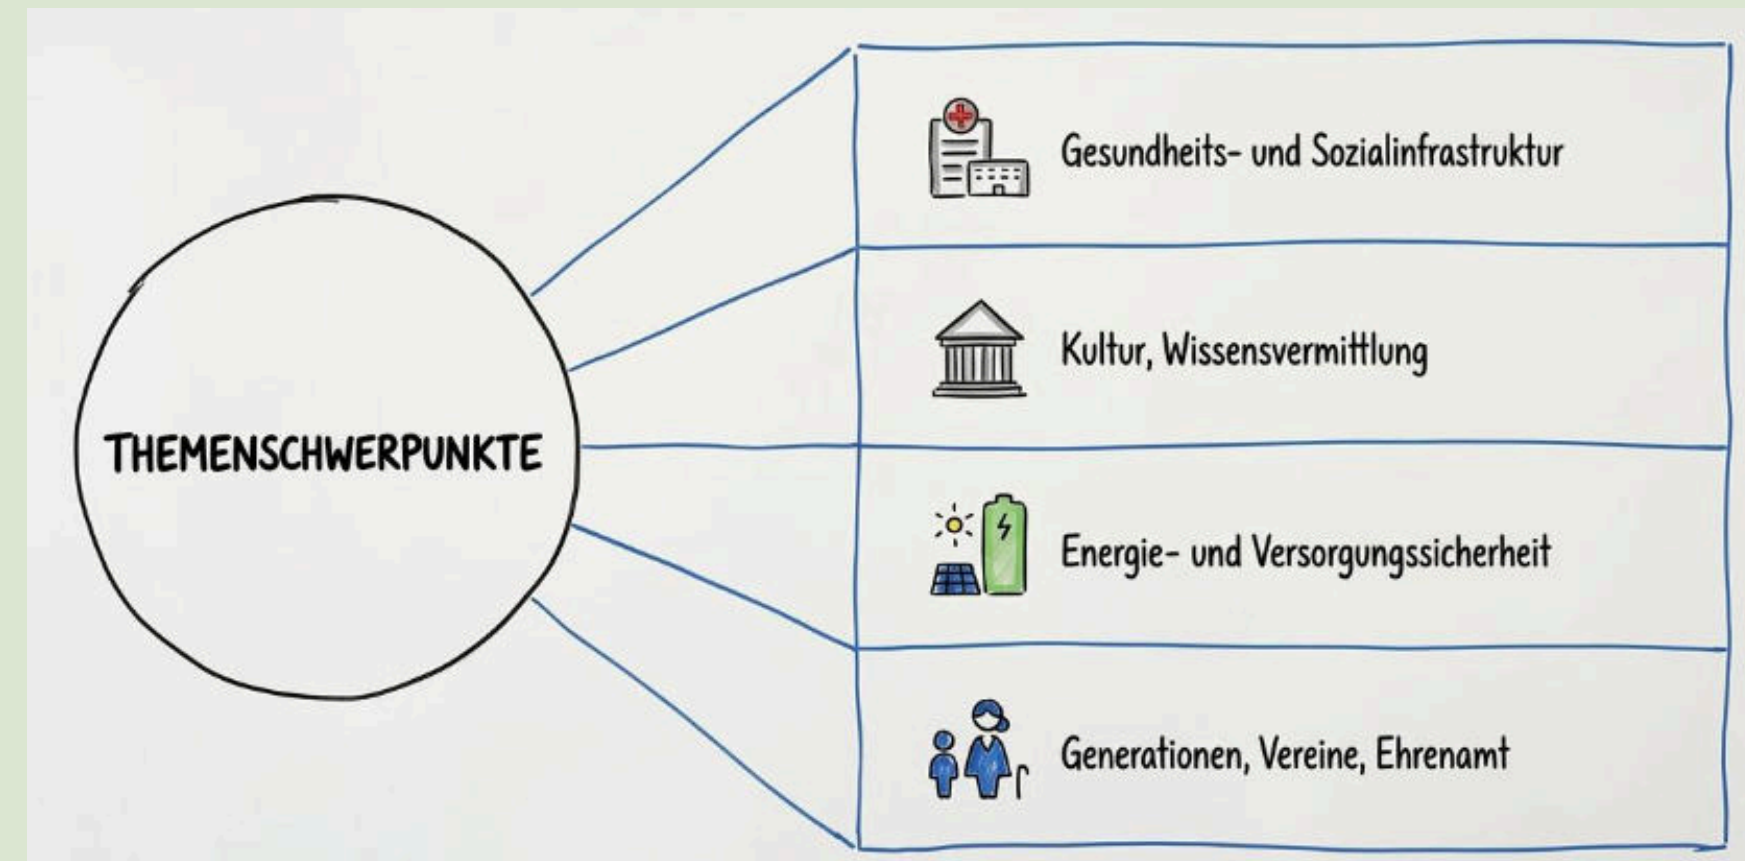 THEMENSCHWERPUNKTE
Gesundheits- und Sozialinfrastruktur
Kultur, Wissensvermittlung
Energie- und Versorgungssicherheit
Generationen, Vereine, Ehrenamt